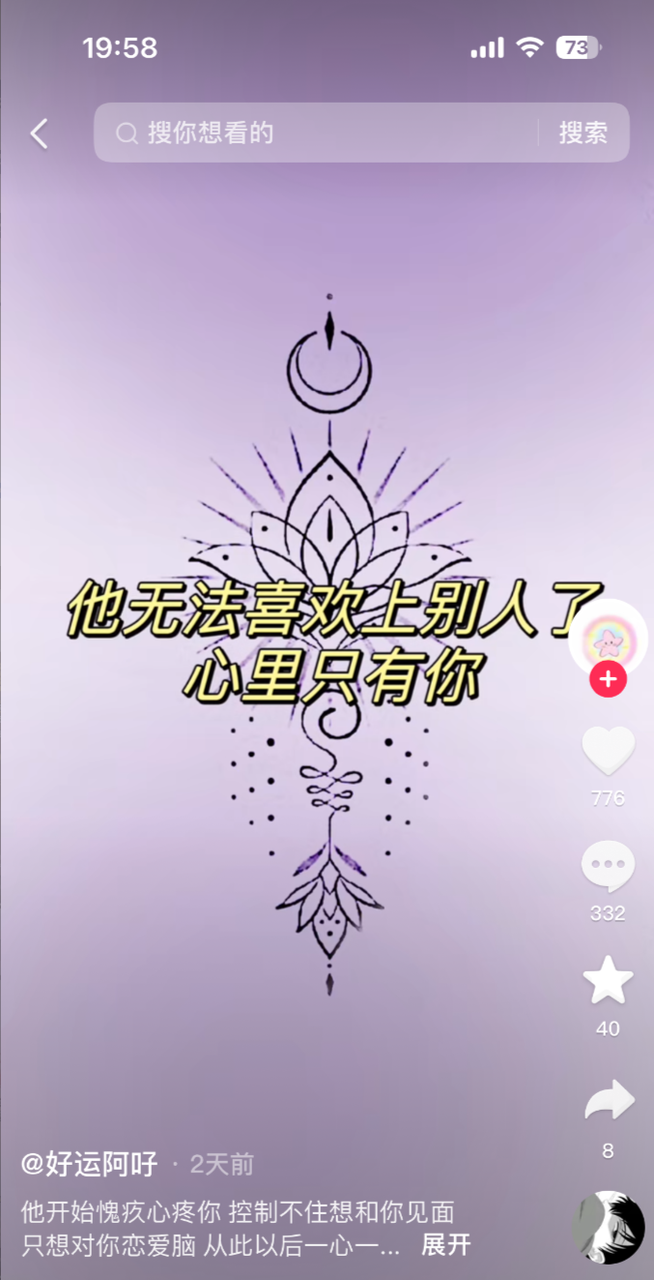 19:58
73
搜你想看的
搜索
他无法喜欢上别人了
心里只有你
776
332
40
8
@好运阿吇 · 2天前
他开始愧疚心疼你 控制不住想和你见面
只想对你恋爱脑 从此以后一心一... 展开